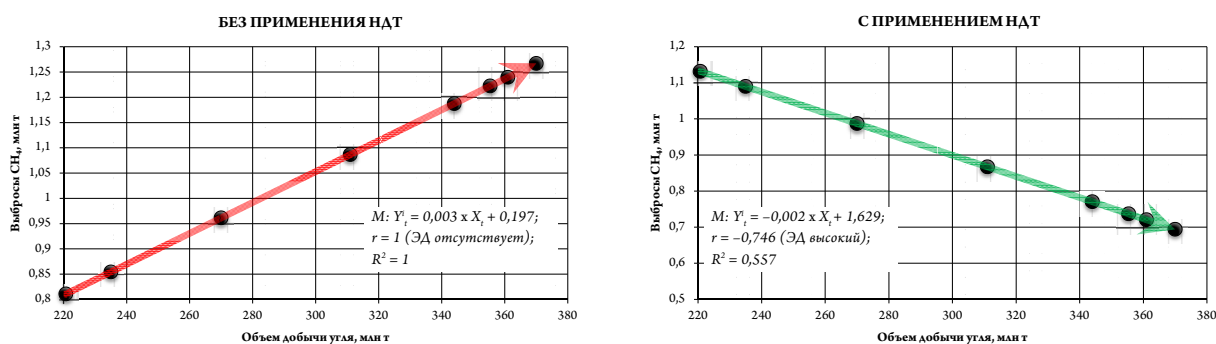 БЕЗ ПРИМЕНЕНИЯ НДТ
Выбросы CH₄, млн т
1,3
1,25
1,2
1,15
1,1
1,05
1
0,95
0,9
0,85
0,8
M: Yᵗₜ = 0,003 x Xₜ + 0,197;
r = 1 (ЭД отсутствует);
R² = 1
220 240 260 280 300 320 340 360 380
Объем добычи угля, млн т
С ПРИМЕНЕНИЕМ НДТ
Выбросы CH₄, млн т
1,2
1,1
1
0,9
0,8
0,7
0,6
0,5
M: Yᵗₜ = –0,002 x Xₜ + 1,629;
r = –0,746 (ЭД высокий);
R² = 0,557
220 240 260 280 300 320 340 360 380
Объем добычи угля, млн т